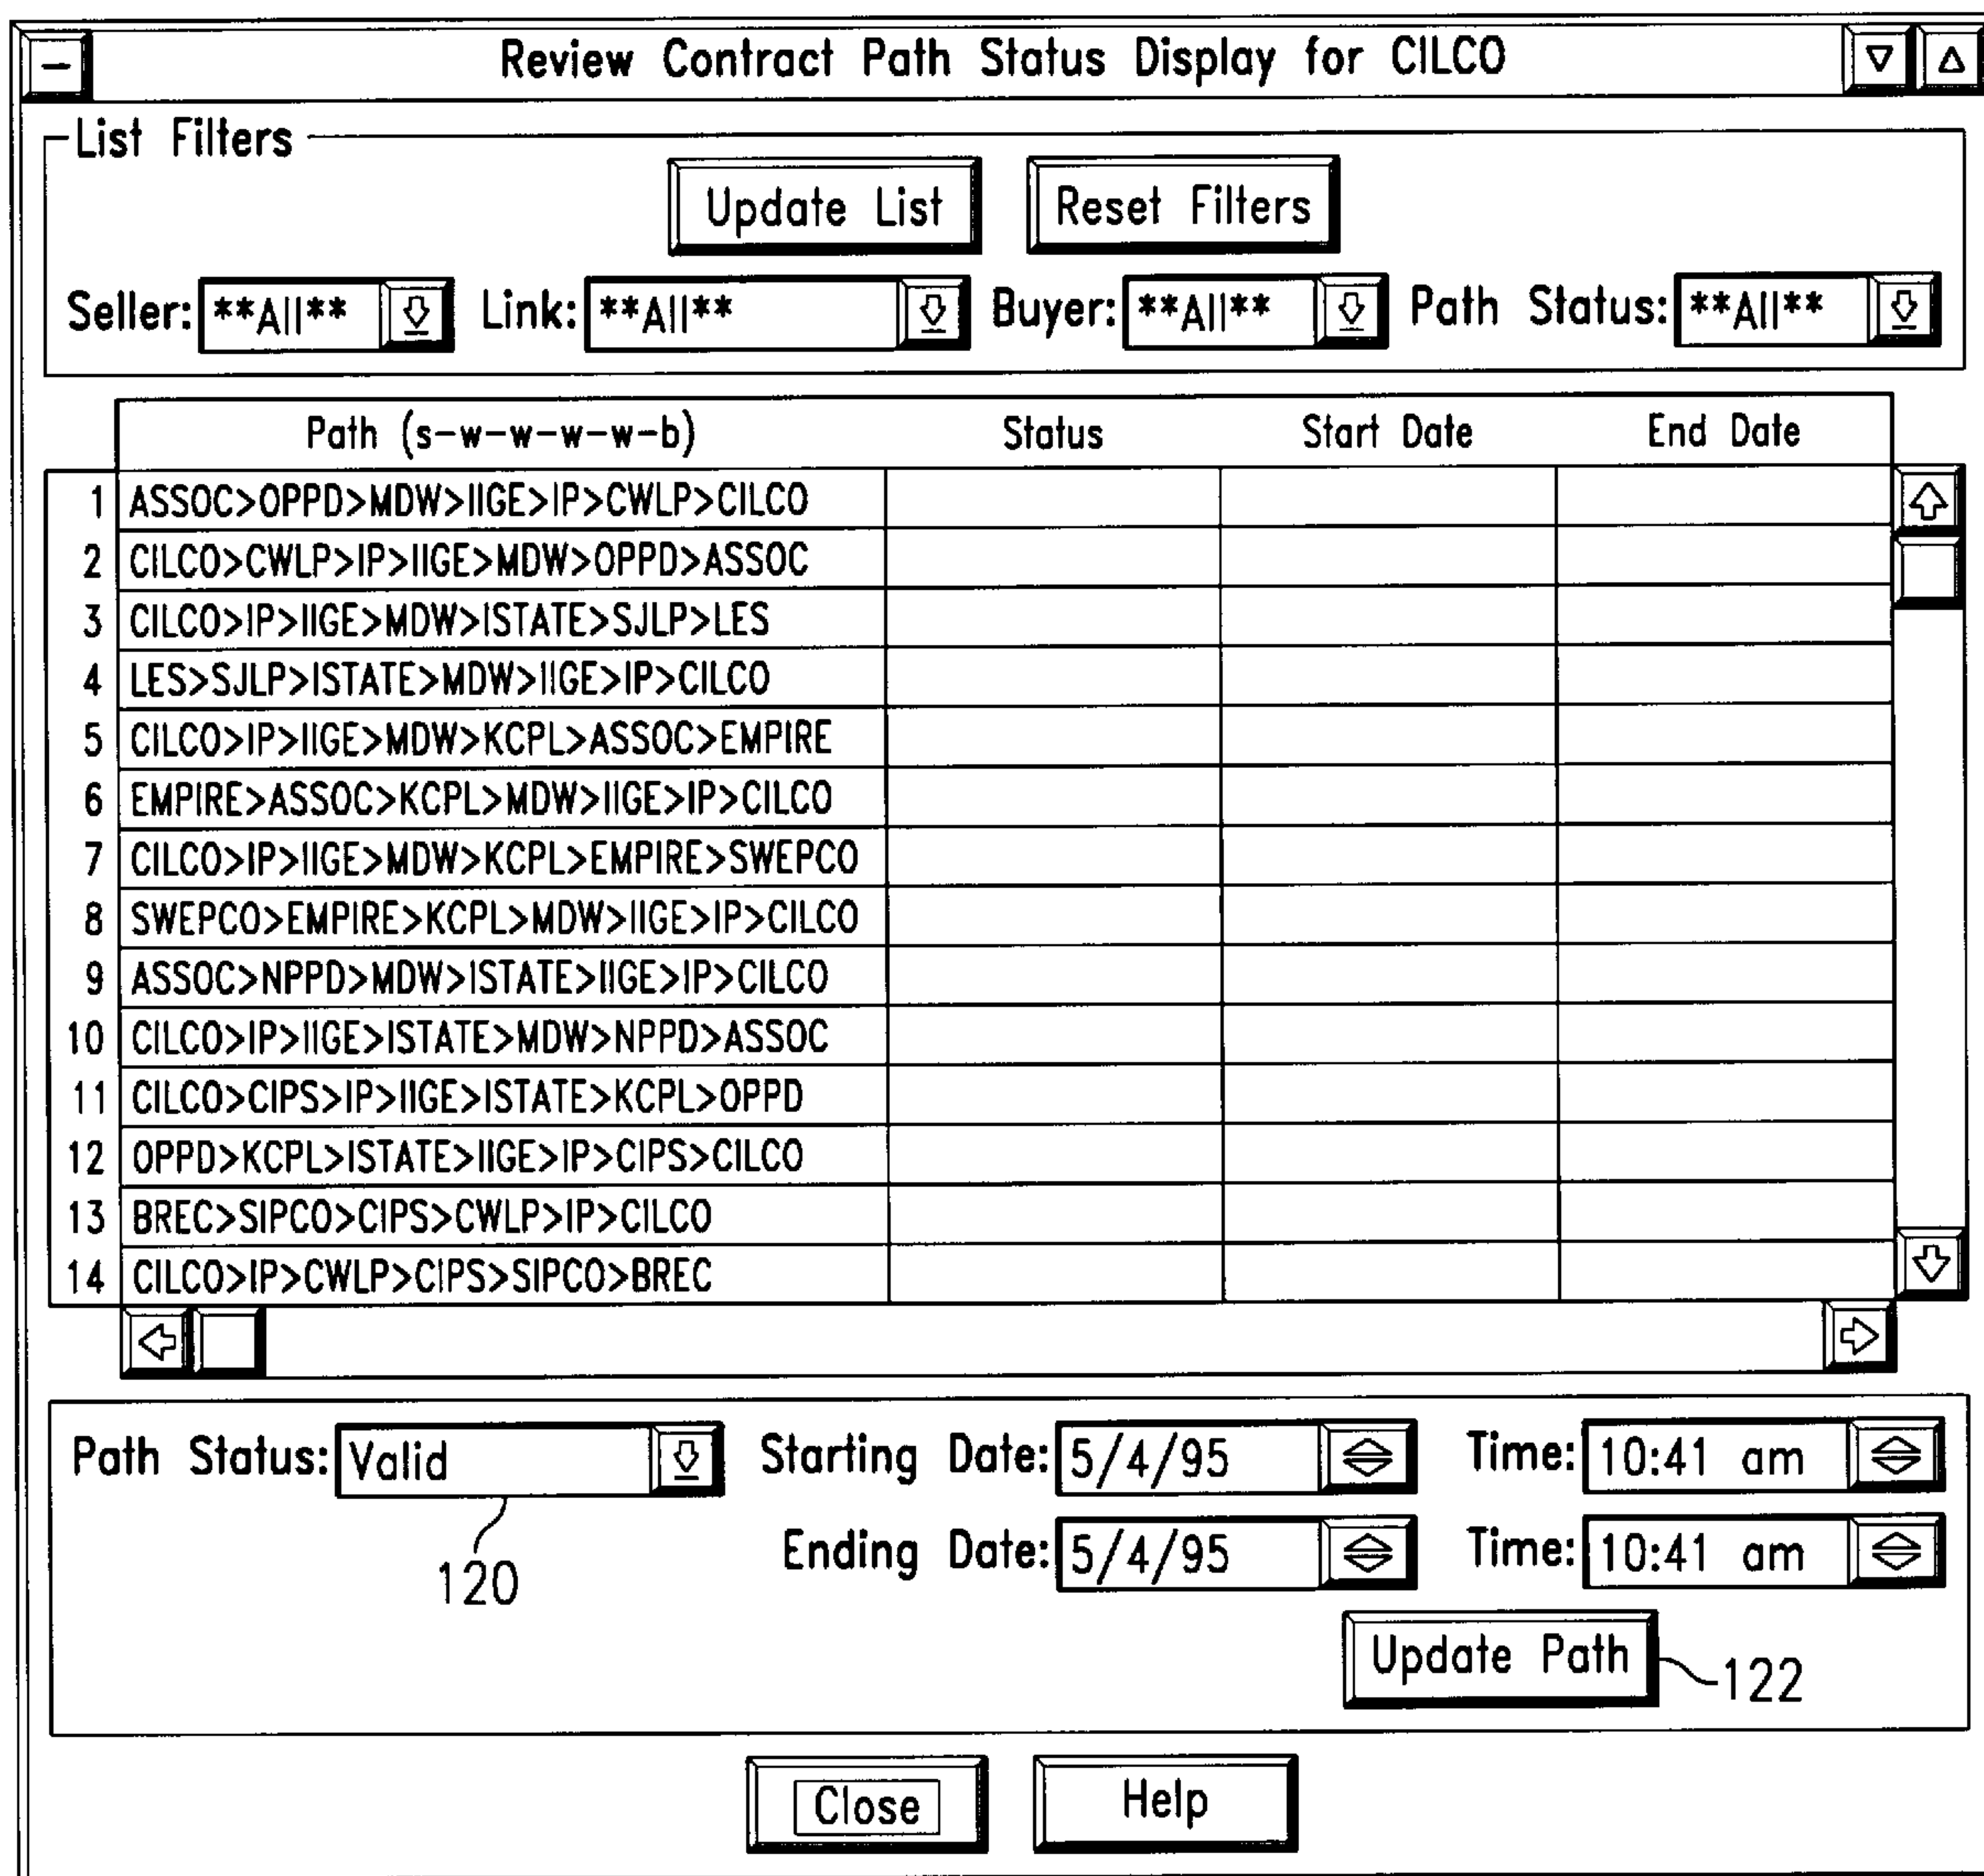 Review Contract Path Status Display for CILCO
List Filters
Update List Reset Filters
Seller: **All** Link: **All** Buyer: **All** Path Status: **All**
Path (s-w-w-w-w-b) Status Start Date End Date
1 ASSOC>OPPD>MDW>IIGE>IP>CWLP>CILCO
2 CILCO>CWLP>IP>IIGE>MDW>OPPD>ASSOC
3 CILCO>IP>IIGE>MDW>ISTATE>SJLP>LES
4 LES>SJLP>ISTATE>MDW>IIGE>IP>CILCO
5 CILCO>IP>IIGE>MDW>KCPL>ASSOC>EMPIRE
6 EMPIRE>ASSOC>KCPL>MDW>IIGE>IP>CILCO
7 CILCO>IP>IIGE>MDW>KCPL>EMPIRE>SWEPCO
8 SWEPCO>EMPIRE>KCPL>MDW>IIGE>IP>CILCO
9 ASSOC>NPPD>MDW>ISTATE>IIGE>IP>CILCO
10 CILCO>IP>IIGE>ISTATE>MDW>NPPD>ASSOC
11 CILCO>CIPS>IP>IIGE>ISTATE>KCPL>OPPD
12 OPPD>KCPL>ISTATE>IIGE>IP>CIPS>CILCO
13 BREC>SIPCO>CIPS>CWLP>IP>CILCO
14 CILCO>IP>CWLP>CIPS>SIPCO>BREC
Path Status: Valid Starting Date: 5/4/95 Time: 10:41 am
120 Ending Date: 5/4/95 Time: 10:41 am
Update Path 122
Close Help